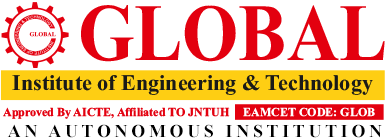 GLOBAL
GLOBAL
Institute of Engineering & Technology
Approved By AICTE, Affiliated TO JNTUH EAMCET CODE: GLOB
AN AUTONOMOUS INSTITUTION